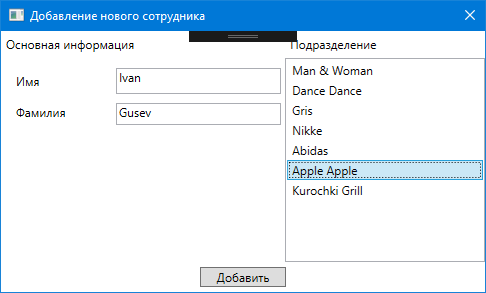 Добавление нового сотрудника
Основная информация
Имя
Ivan
Фамилия
Gusev
Подразделение
Man & Woman
Dance Dance
Gris
Nikke
Abidas
Apple Apple
Kurochki Grill
Добавить